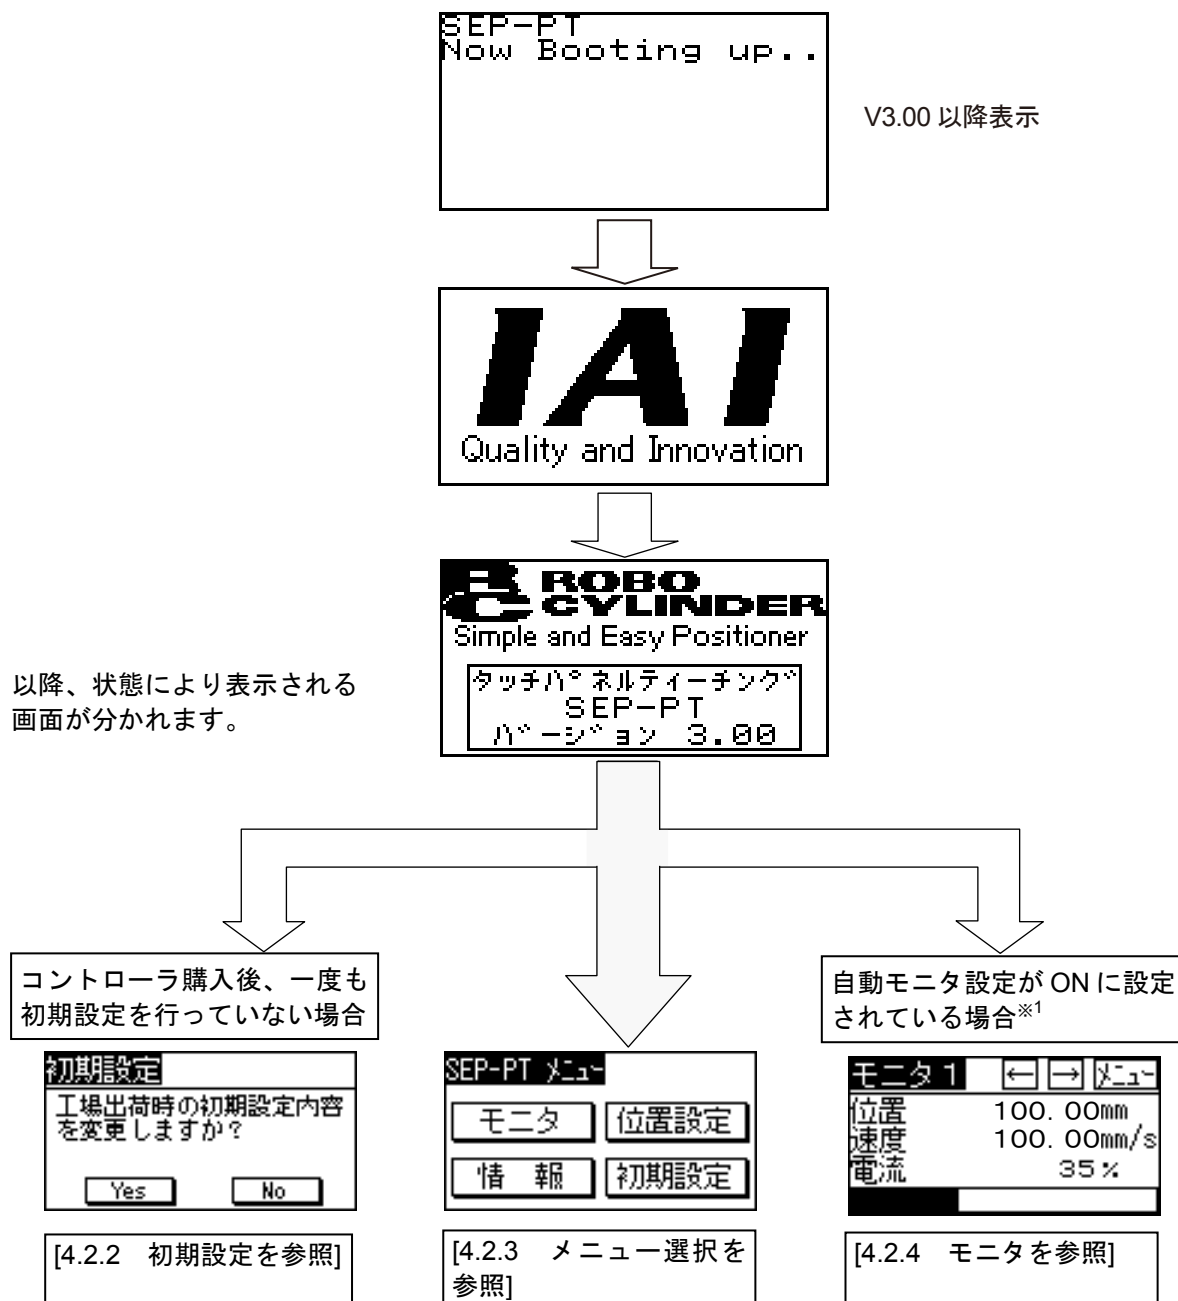 SEP-PT
Now Booting up..
V3.00 以降表示
IAI
Quality and Innovation
RC ROBO
CYLINDER
Simple and Easy Positioner
タッチパネルティーチング
SEP-PT
バージョン 3.00
以降、状態により表示される
画面が分かれます。
コントローラ購入後、一度も
初期設定を行っていない場合
自動モニタ設定が ON に設定
されている場合※1
初期設定
工場出荷時の初期設定内容
を変更しますか？
Yes No
[4.2.2 初期設定を参照]
SEP-PT メニュー
モニタ 位置設定
情 報 初期設定
[4.2.3 メニュー選択を
参照]
モニタ1 ← → メニュー
位置 100.00mm
速度 100.00mm/s
電流 35%
[4.2.4 モニタを参照]